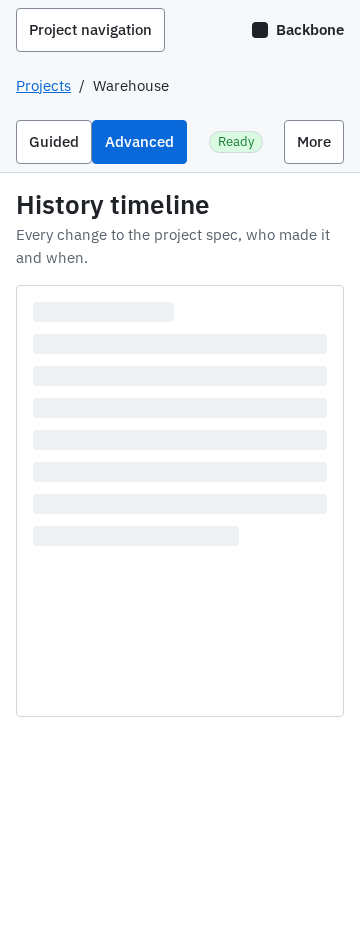 Project navigation
Backbone
Projects / Warehouse
Guided
Advanced
Ready
More
History timeline
Every change to the project spec, who made it
and when.